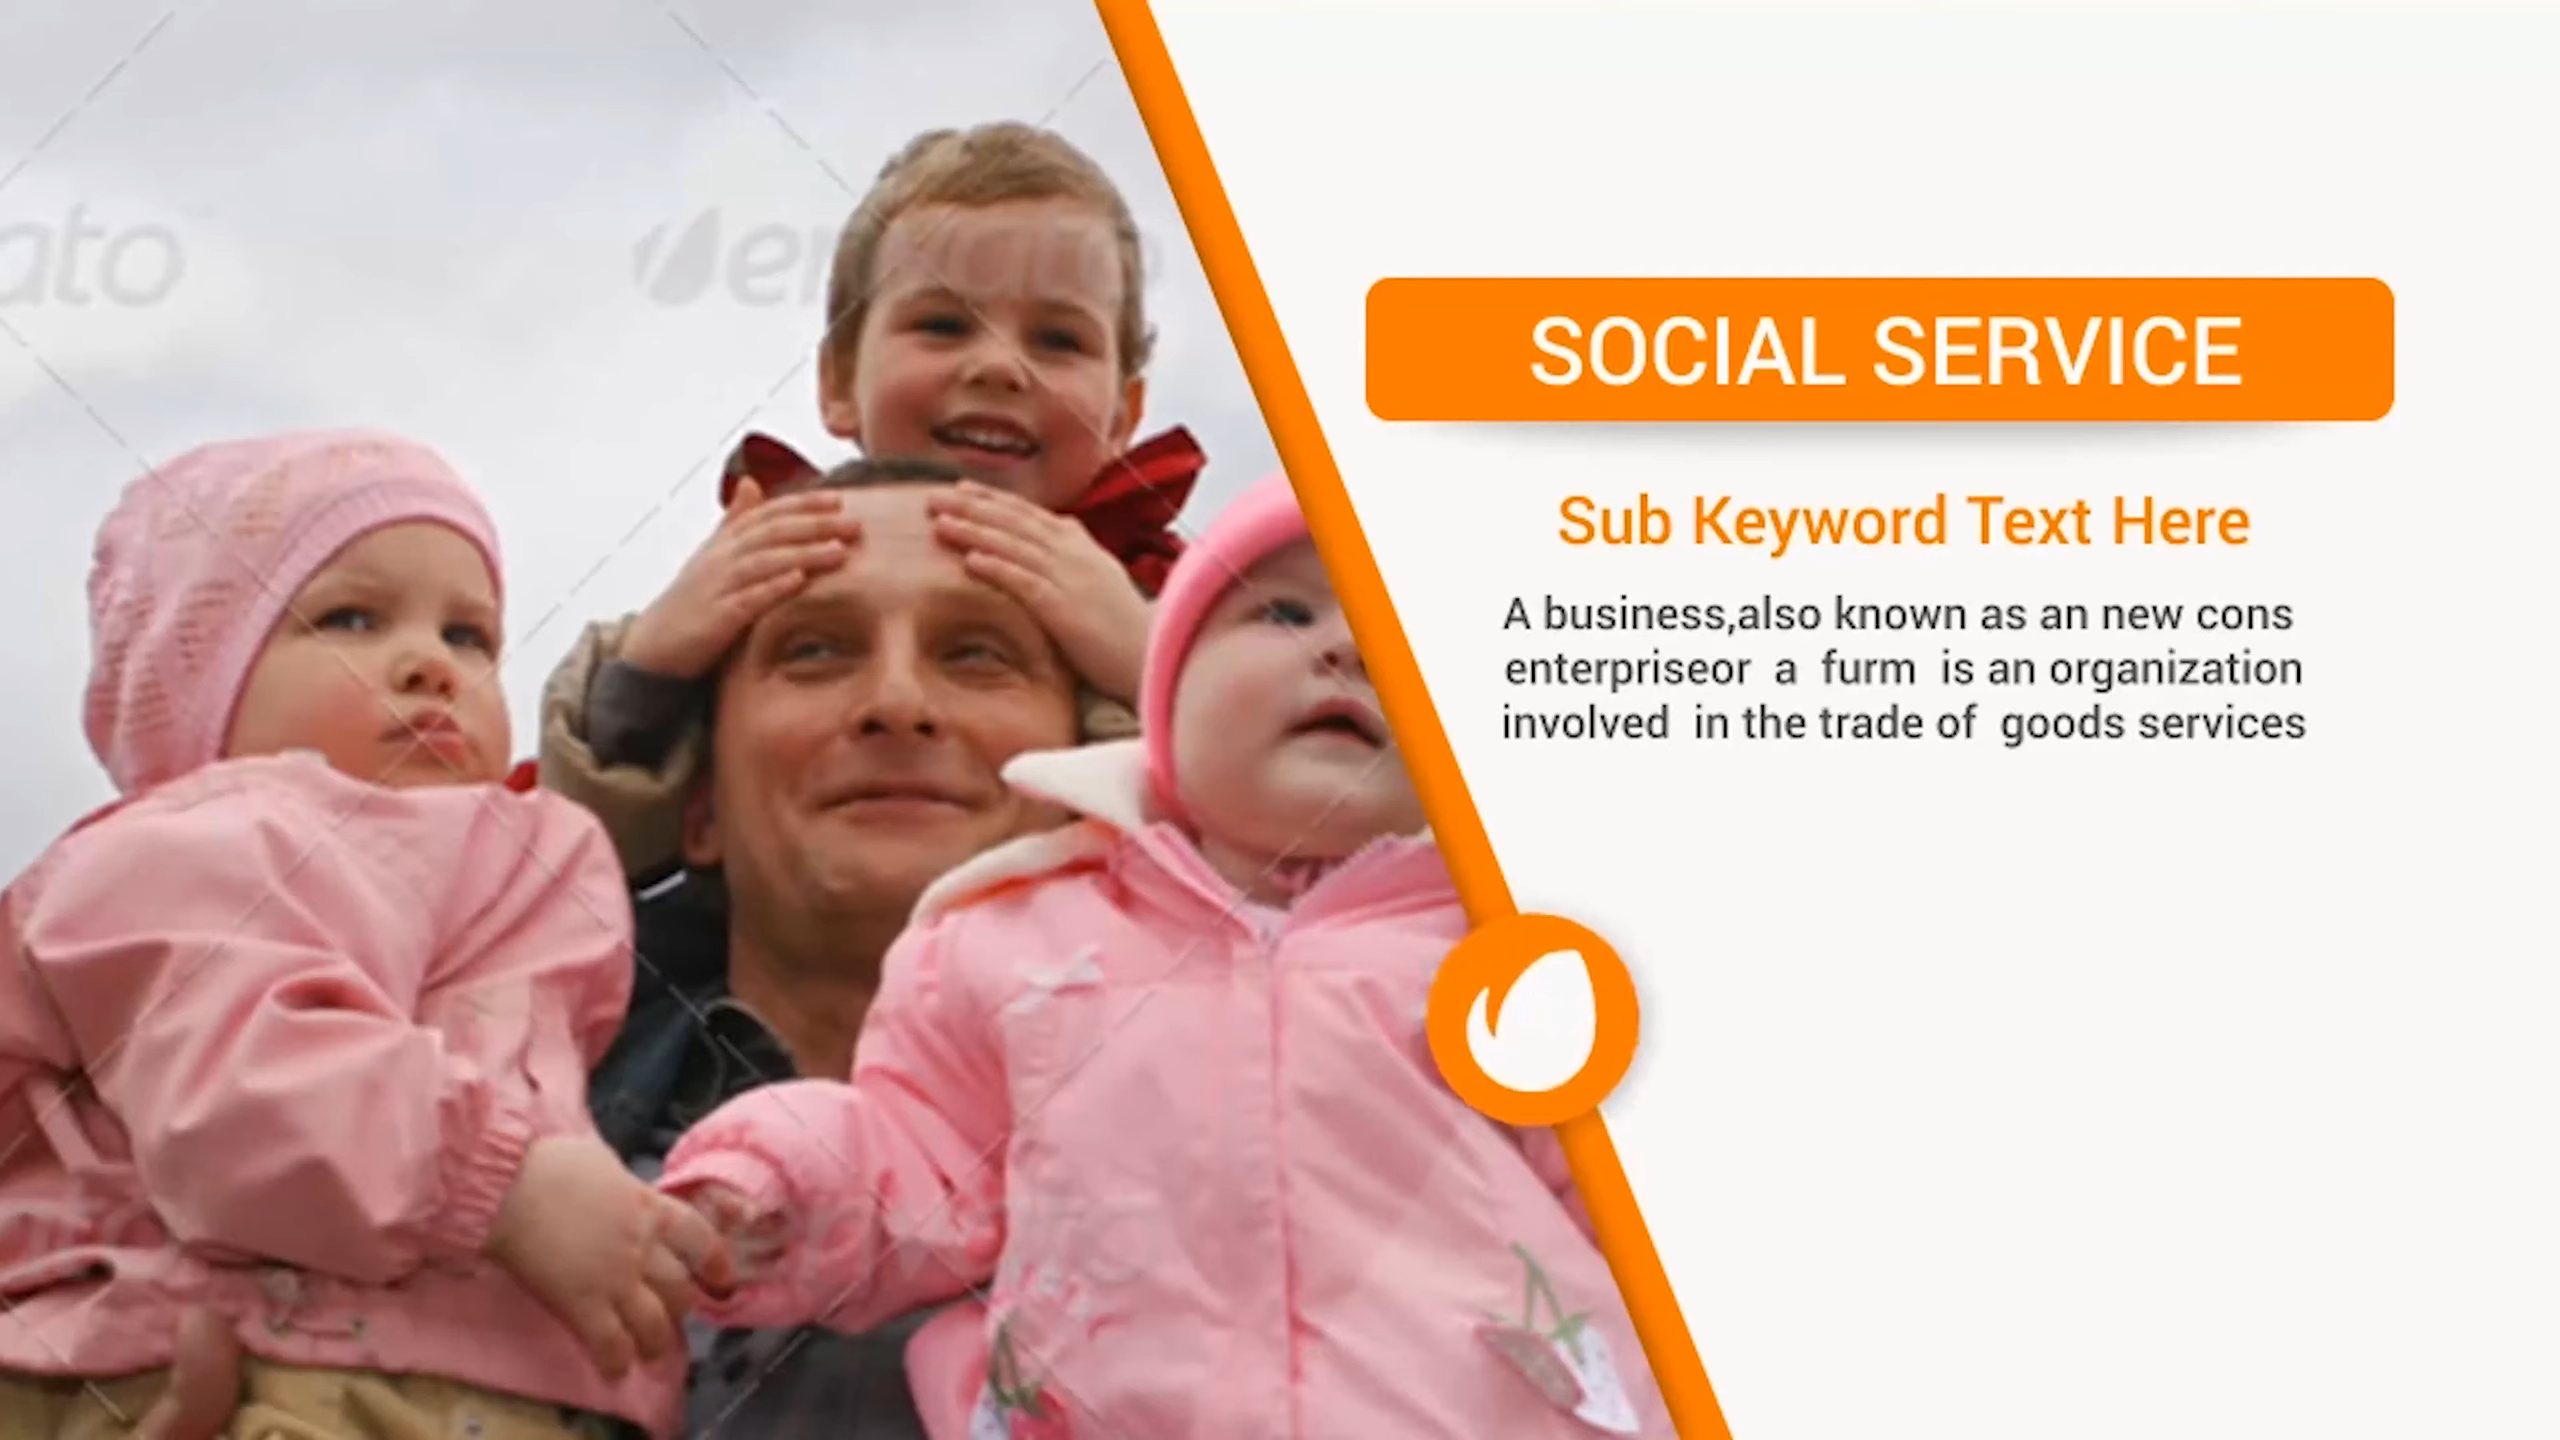 ato
SOCIAL SERVICE
Sub Keyword Text Here
A business,also known as an new cons
enterpriseor a furm is an organization
involved in the trade of goods services